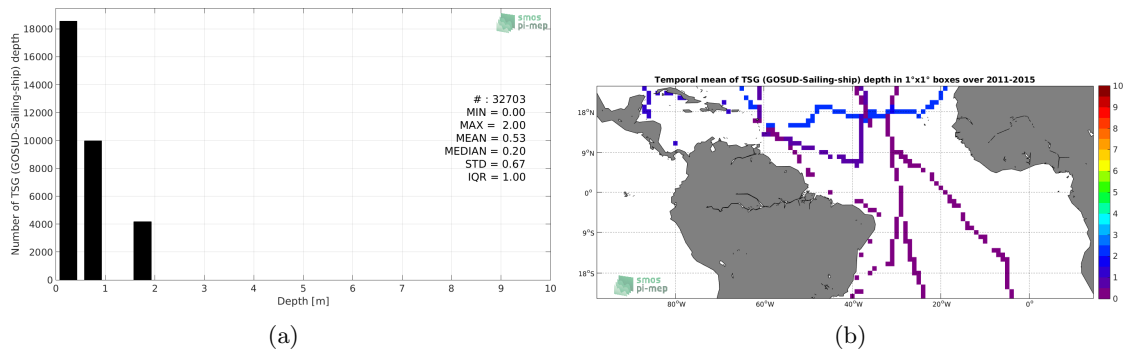 18000
16000
14000
12000
10000
8000
6000
4000
2000
0
Number of TSG (GOSUD-Sailing-ship) depth
smos
pi-mep
# : 32703
MIN = 0.00
MAX = 2.00
MEAN = 0.53
MEDIAN = 0.20
STD = 0.67
IQR = 1.00
0 1 2 3 4 5 6 7 8 9 10
Depth [m]
(a)
Temporal mean of TSG (GOSUD-Sailing-ship) depth in 1°x1° boxes over 2011-2015
18°N
9°N
0°
9°S
18°S
80°W 60°W 40°W 20°W 0°
smos
pi-mep
10
9
8
7
6
5
4
3
2
1
0
(b)